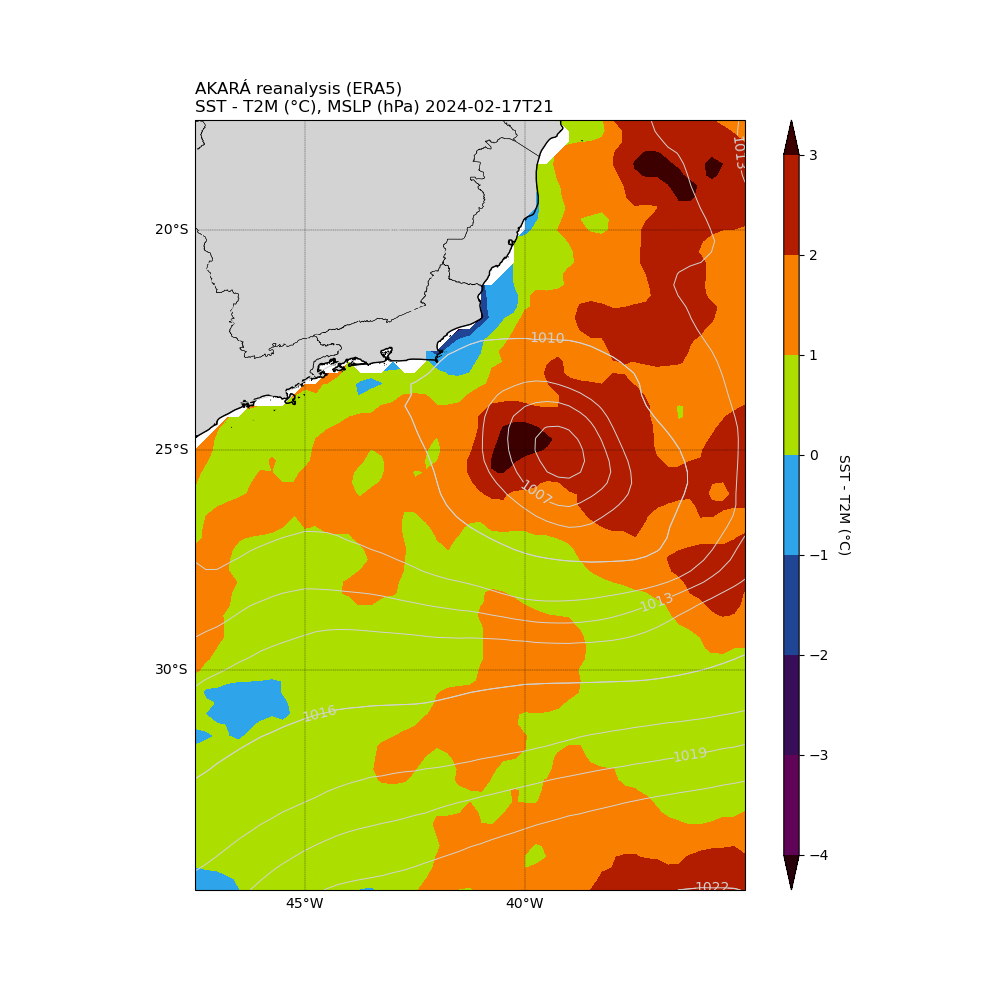 AKARÁ reanalysis (ERA5)
SST - T2M (°C), MSLP (hPa) 2024-02-17T21
1013
3
20°S
2
1010
1
25°S
0
1007
SST - T2M (°C)
−1
1013
30°S
−2
1016
1019
−3
−4
1022
45°W
40°W